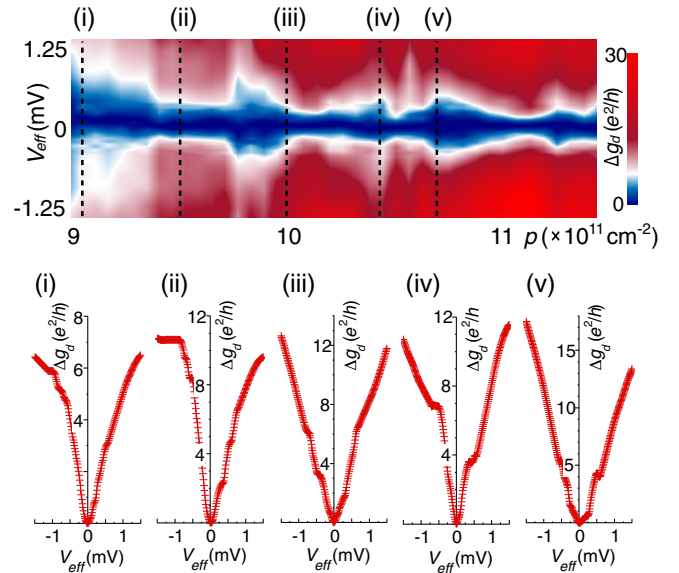 (i) (ii) (iii) (iv) (v)
1.25
0
-1.25
V_eff (mV)
30
0
Δg_d (e²/h)
9 10 11 p (×10¹¹ cm⁻²)
(i) (ii) (iii) (iv) (v)
8
6
4
2
Δg_d (e²/h)
-1 0 1
V_eff (mV)
12
8
4
Δg_d (e²/h)
-1 0 1
V_eff (mV)
12
8
4
Δg_d (e²/h)
-1 0 1
V_eff (mV)
12
8
4
Δg_d (e²/h)
-1 0 1
V_eff (mV)
15
10
5
Δg_d (e²/h)
-1 0 1
V_eff (mV)